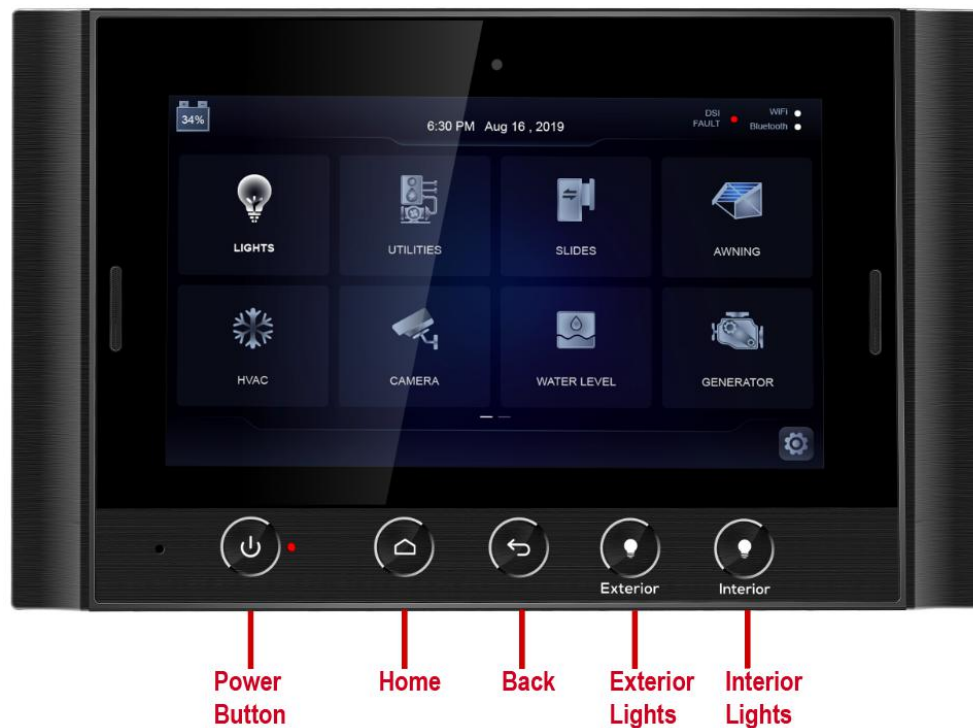 34%
6:30 PM Aug 16 , 2019
DSI
FAULT
WiFi
Bluetooth
LIGHTS
UTILITIES
SLIDES
AWNING
HVAC
CAMERA
WATER LEVEL
GENERATOR
Exterior
Interior
Power
Button
Home
Back
Exterior
Lights
Interior
Lights